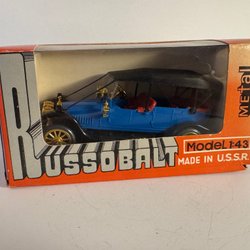 metal
Model 1:43
RUSSOBALT
MADE IN U.S.S.R.